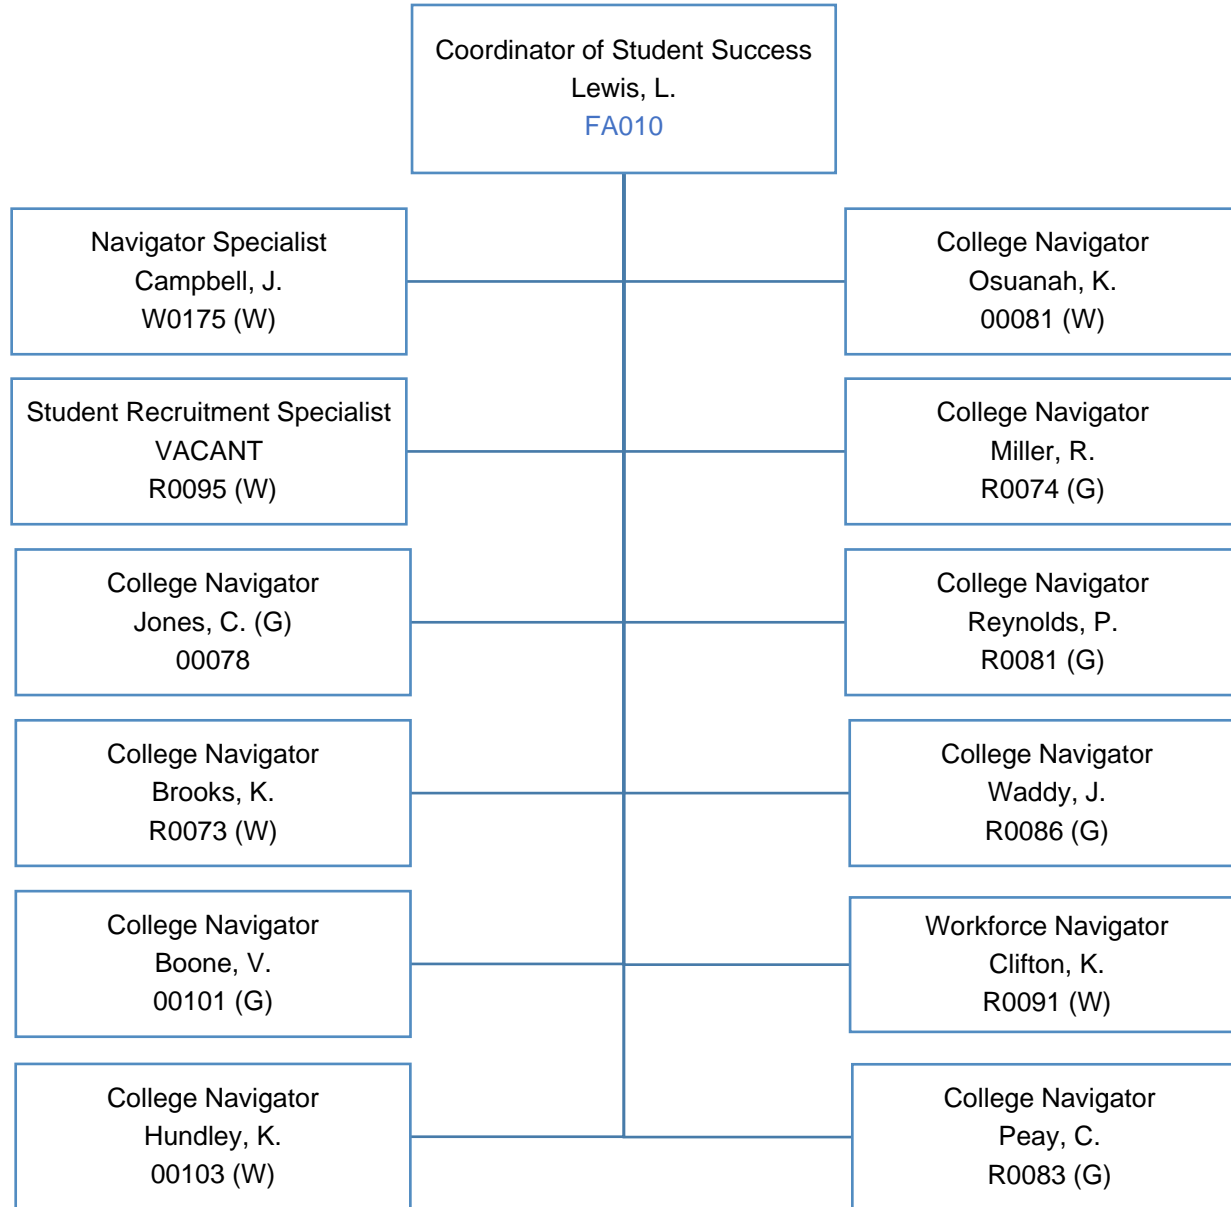 Coordinator of Student Success
Lewis, L.
FA010
Navigator Specialist
Campbell, J.
W0175 (W)
College Navigator
Osuanah, K.
00081 (W)
Student Recruitment Specialist
VACANT
R0095 (W)
College Navigator
Miller, R.
R0074 (G)
College Navigator
Jones, C. (G)
00078
College Navigator
Reynolds, P.
R0081 (G)
College Navigator
Brooks, K.
R0073 (W)
College Navigator
Waddy, J.
R0086 (G)
College Navigator
Boone, V.
00101 (G)
Workforce Navigator
Clifton, K.
R0091 (W)
College Navigator
Hundley, K.
00103 (W)
College Navigator
Peay, C.
R0083 (G)